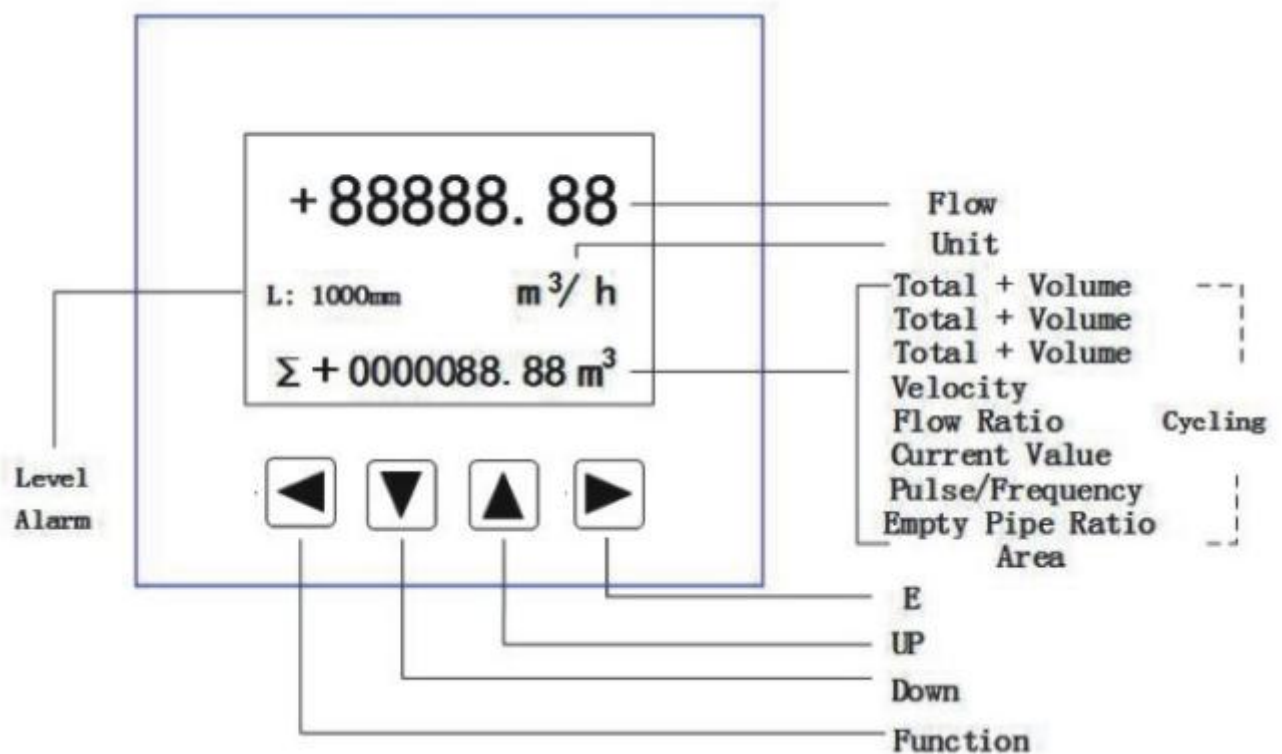 +88888.88
Flow
Unit
L: 1000mm
m³/ h
Total + Volume
Total + Volume
Total + Volume
Σ+0000088.88 m³
Velocity
Flow Ratio
Cycling
Current Value
Level
Alarm
Pulse/Frequency
Empty Pipe Ratio
Area
E
UP
Down
Function